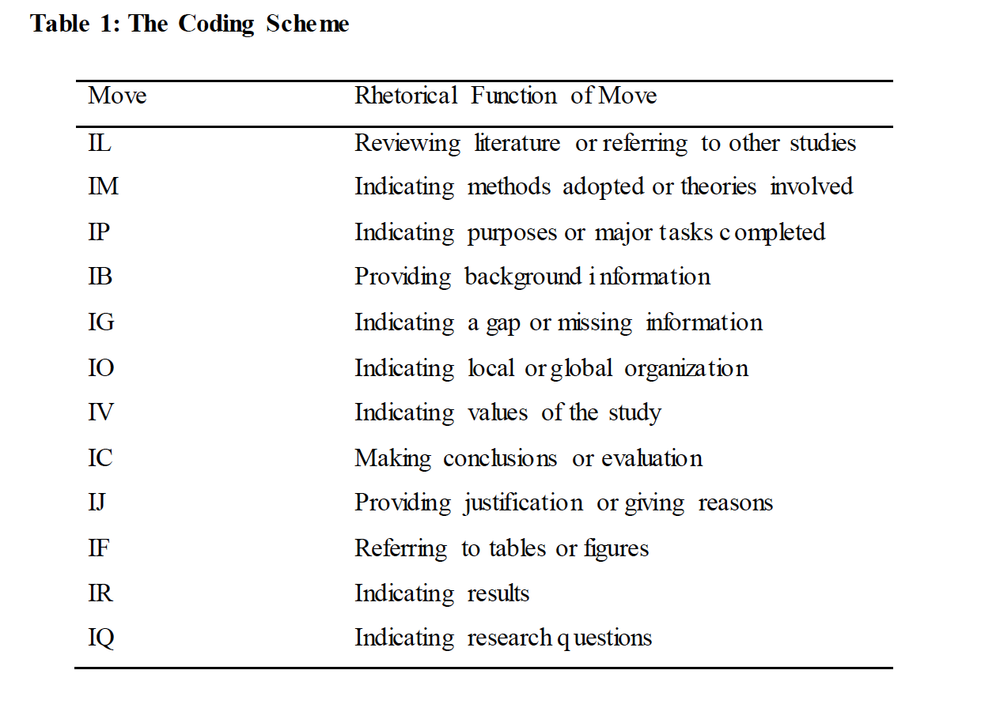 Table 1: The Coding Scheme
Move Rhetorical Function of Move
IL Reviewing literature or referring to other studies
IM Indicating methods adopted or theories involved
IP Indicating purposes or major tasks completed
IB Providing background information
IG Indicating a gap or missing information
IO Indicating local or global organization
IV Indicating values of the study
IC Making conclusions or evaluation
IJ Providing justification or giving reasons
IF Referring to tables or figures
IR Indicating results
IQ Indicating research questions